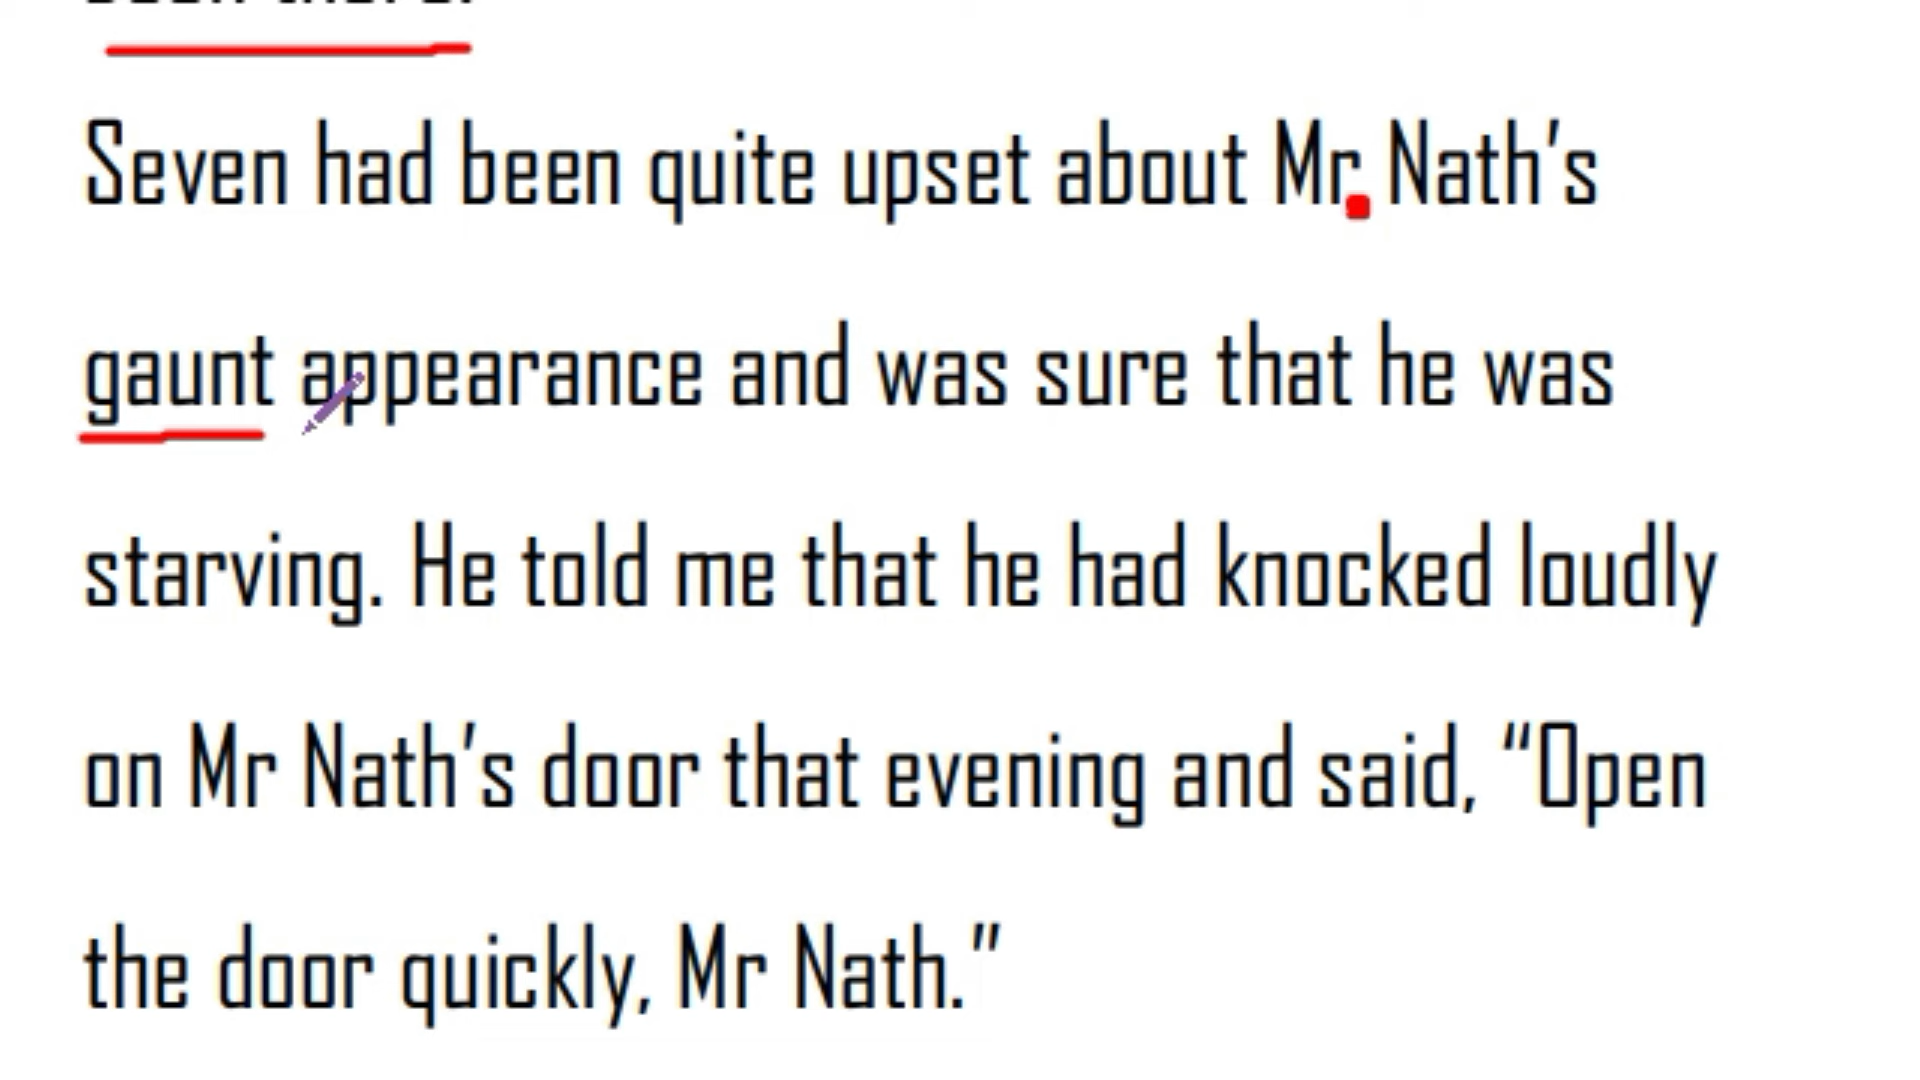 Seven had been quite upset about Mr Nath’s
gaunt appearance and was sure that he was
starving. He told me that he had knocked loudly
on Mr Nath’s door that evening and said, “Open
the door quickly, Mr Nath.”